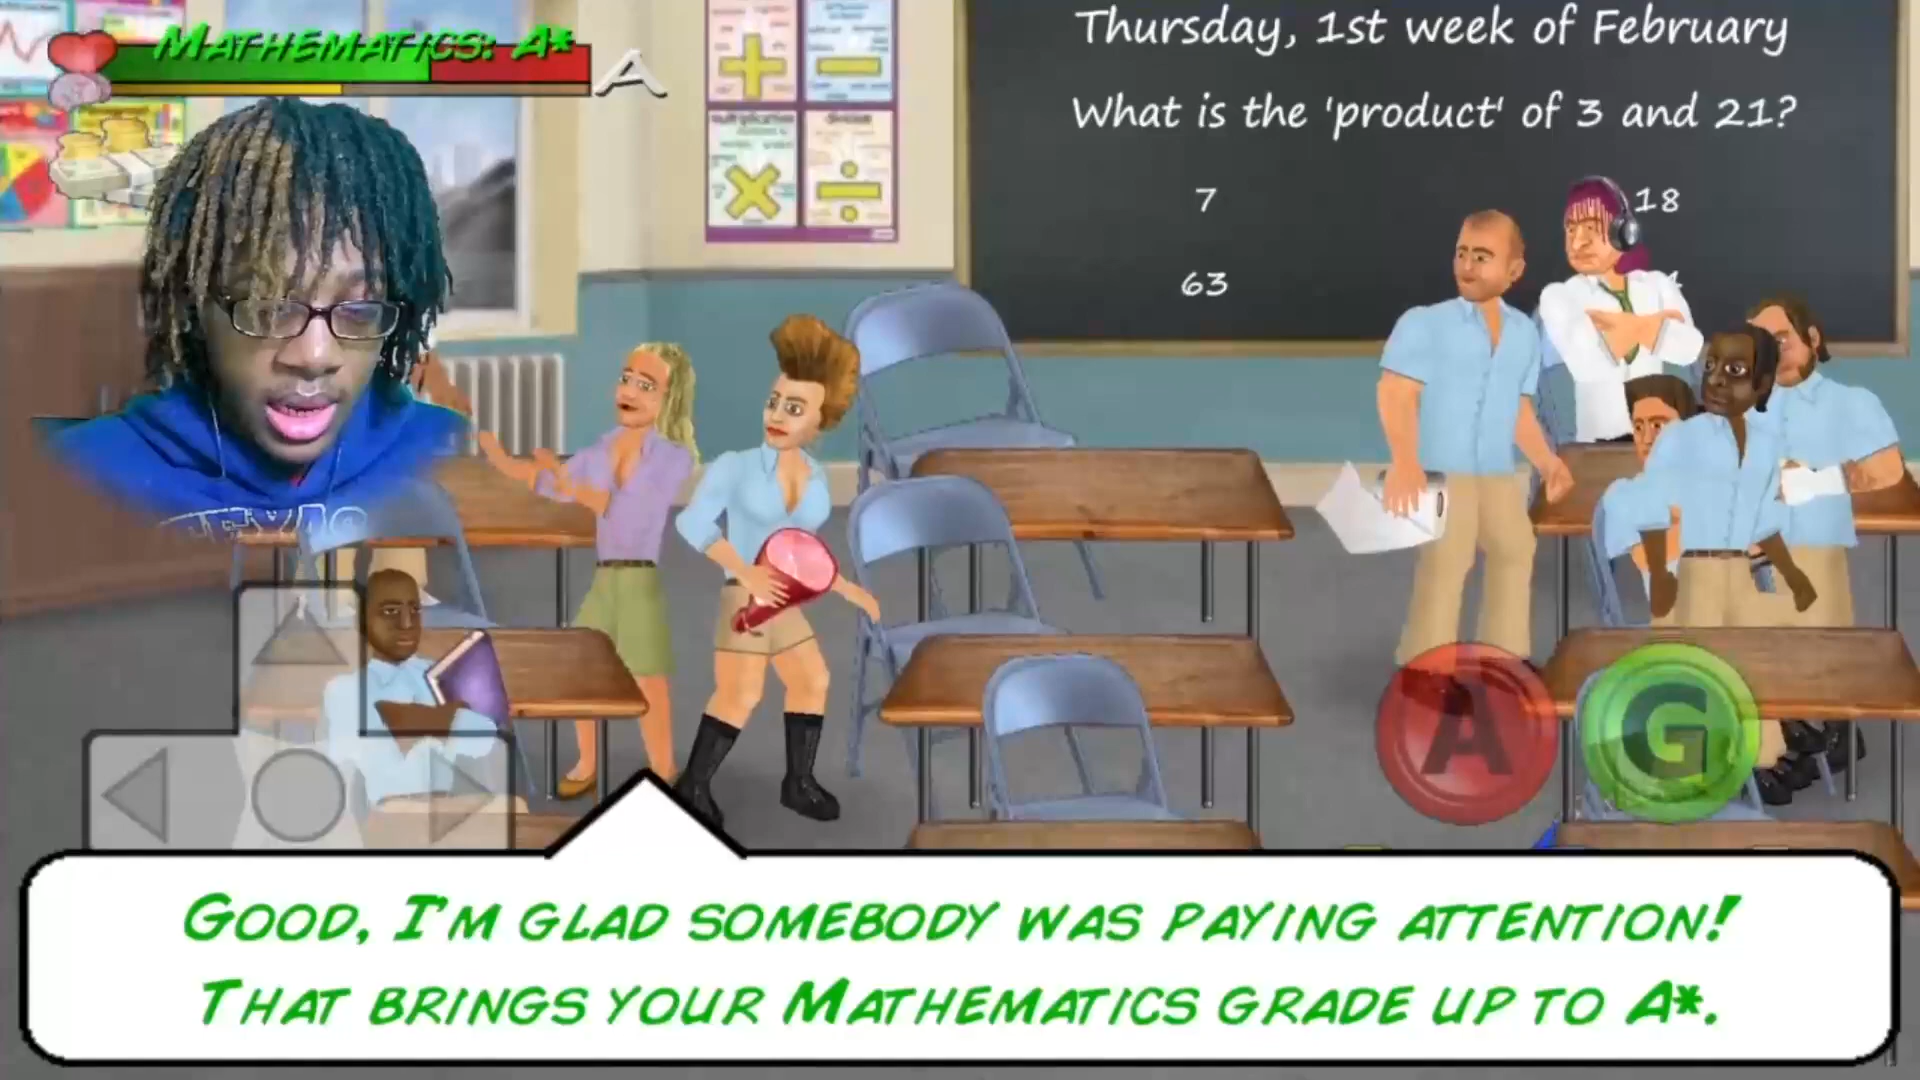 MATHEMATICS: A*
A
Thursday, 1st week of February
What is the 'product' of 3 and 21?
7
18
63
A
G
GOOD, I'M GLAD SOMEBODY WAS PAYING ATTENTION!
THAT BRINGS YOUR MATHEMATICS GRADE UP TO A*.